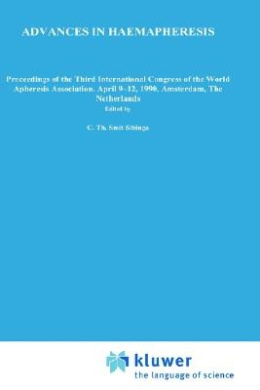 ADVANCES IN HAEMAPHERESIS
Proceedings of the Third International Congress of the World
Apheresis Association. April 9–12, 1990, Amsterdam, The
Netherlands
Edited by
C. Th. Smit Sibinga
kluwer
the language of science